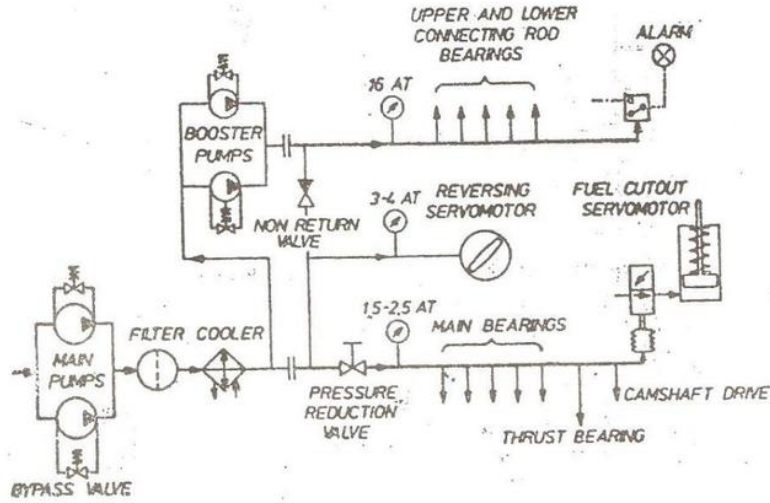 UPPER AND LOWER
CONNECTING ROD
BEARINGS
ALARM
16 AT
BOOSTER
PUMPS
NON RETURN
VALVE
3-4 AT
REVERSING
SERVOMOTOR
FUEL CUTOUT
SERVOMOTOR
1,5-2,5 AT
MAIN BEARINGS
FILTER COOLER
MAIN
PUMPS
PRESSURE
REDUCTION
VALVE
CAMSHAFT DRIVE
THRUST BEARING
BYPASS VALVE